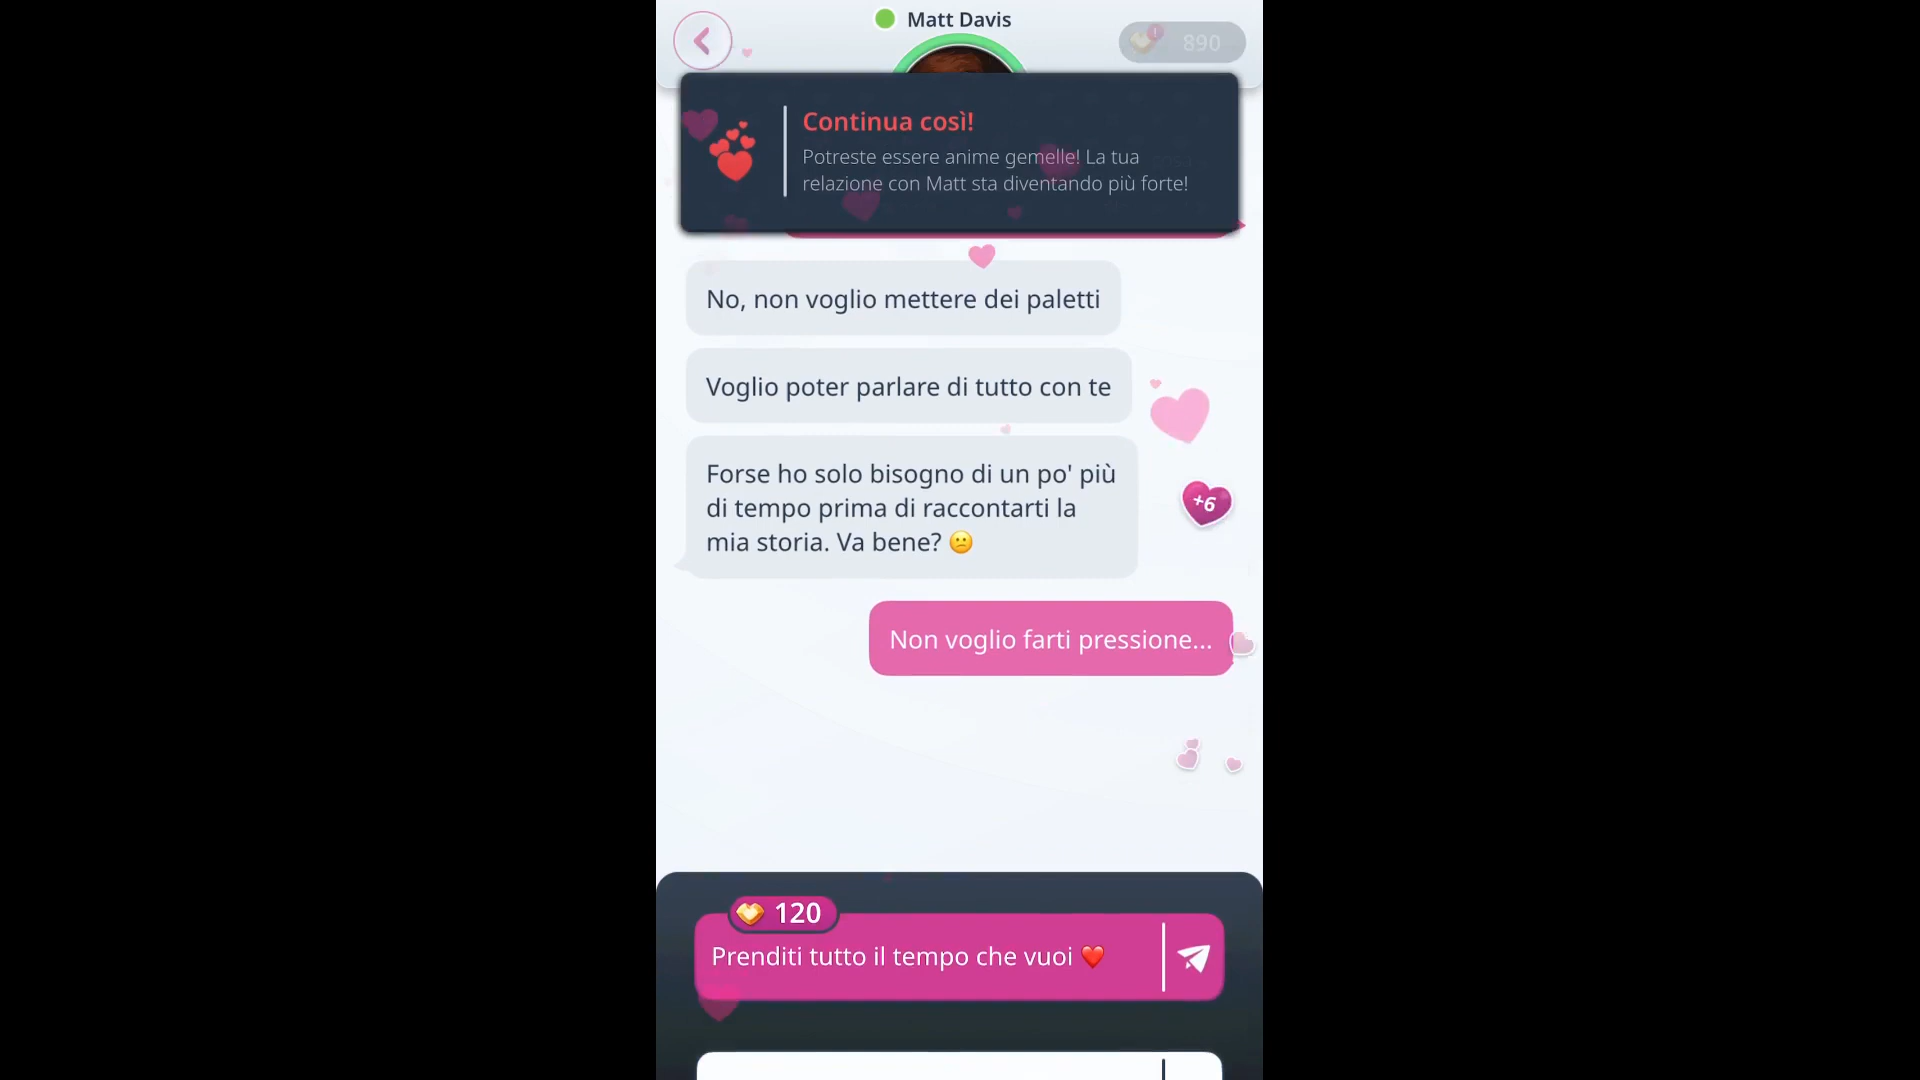 Matt Davis
890
Continua così!
Potreste essere anime gemelle! La tua
relazione con Matt sta diventando più forte!
No, non voglio mettere dei paletti
Voglio poter parlare di tutto con te
Forse ho solo bisogno di un po' più
di tempo prima di raccontarti la
mia storia. Va bene? 😕
+6
Non voglio farti pressione...
120
Prenditi tutto il tempo che vuoi ❤️